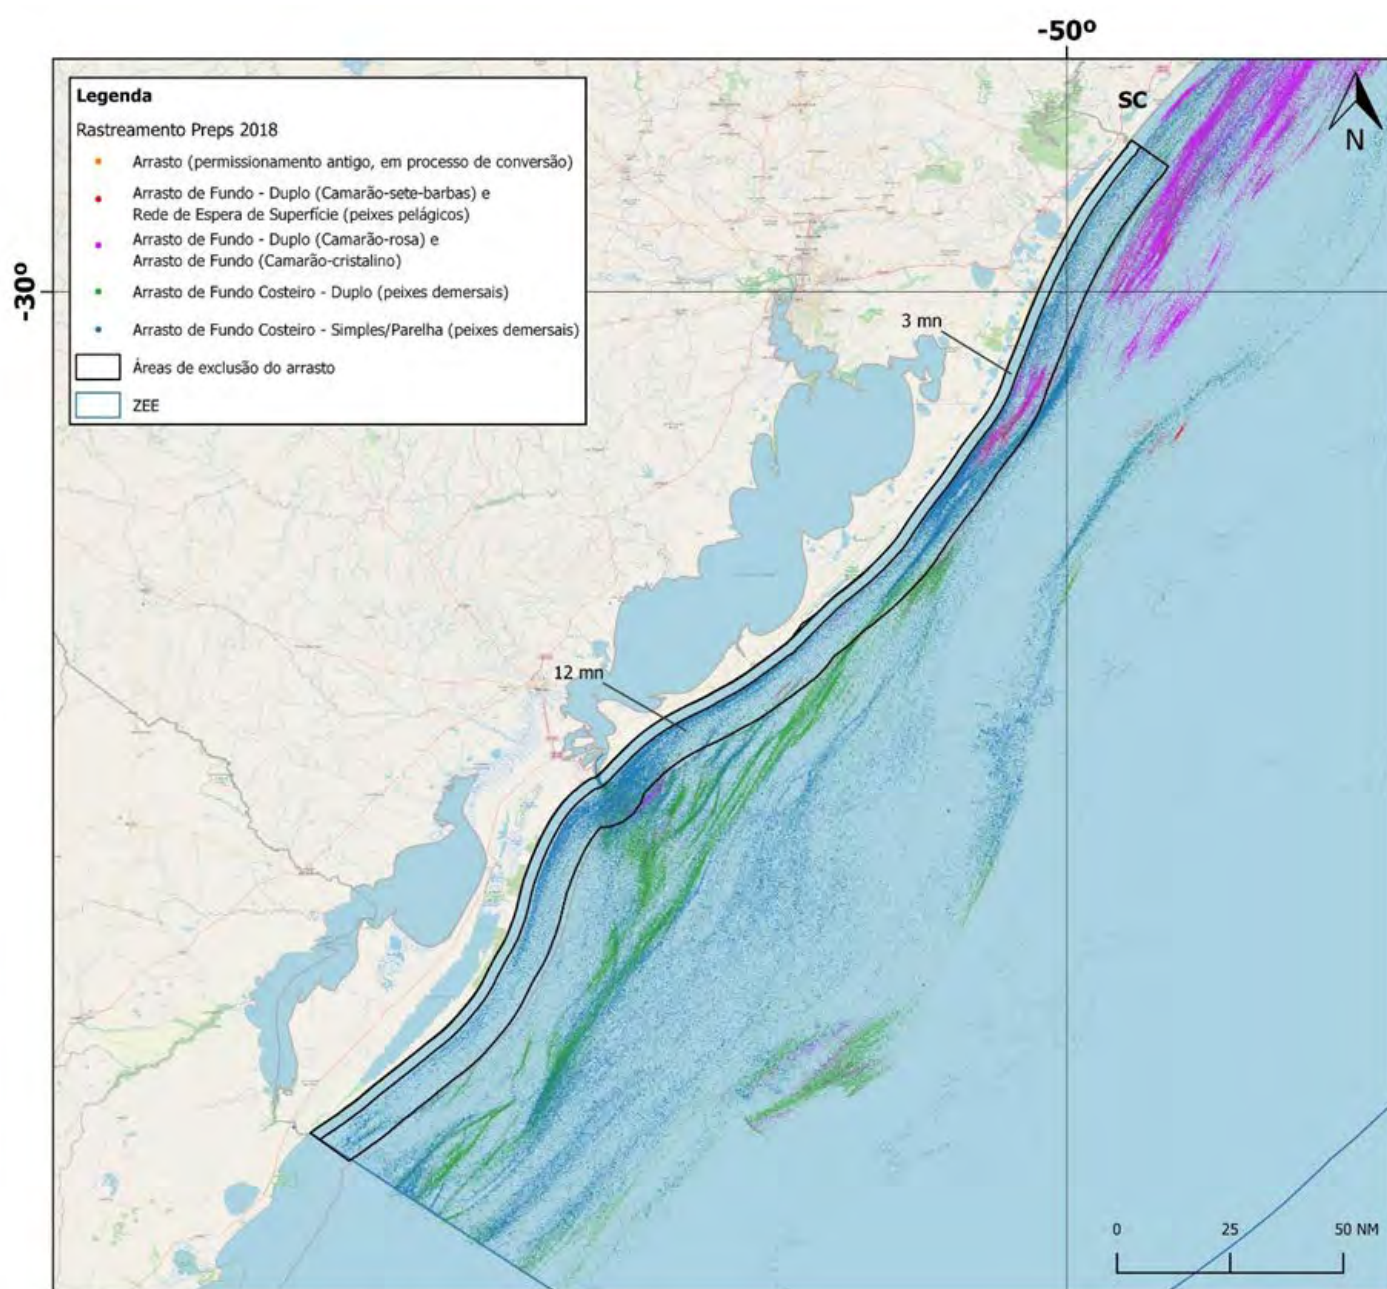 -50º
Legenda
Rastreamento Preps 2018
Arrasto (permissionamento antigo, em processo de conversão)
Arrasto de Fundo - Duplo (Camarão-sete-barbas) e
Rede de Espera de Superfície (peixes pelágicos)
Arrasto de Fundo - Duplo (Camarão-rosa) e
Arrasto de Fundo (Camarão-cristalino)
Arrasto de Fundo Costeiro - Duplo (peixes demersais)
Arrasto de Fundo Costeiro - Simples/Parelha (peixes demersais)
Áreas de exclusão do arrasto
ZEE
SC
N
-30º
3 mn
12 mn
0 25 50 NM